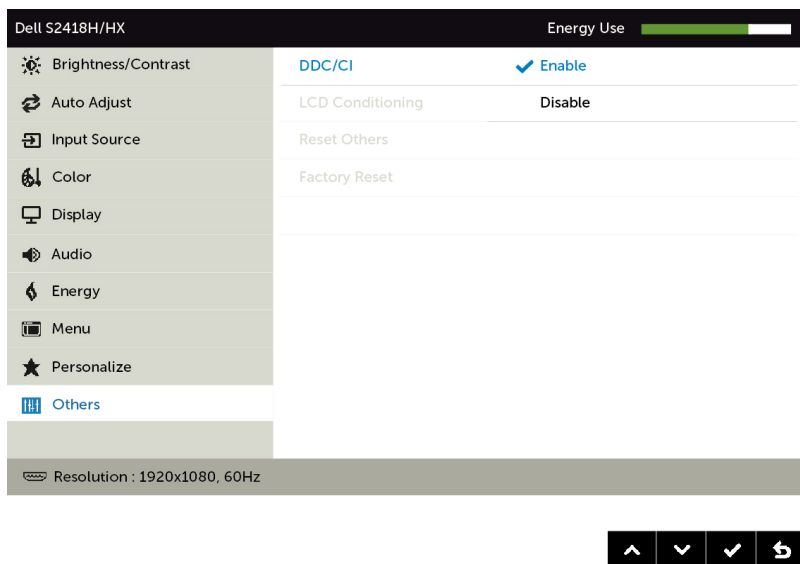 Dell S2418H/HX Energy Use
Brightness/Contrast DDC/CI Enable
Auto Adjust LCD Conditioning Disable
Input Source Reset Others
Color Factory Reset
Display
Audio
Energy
Menu
Personalize
Others
Resolution : 1920x1080, 60Hz